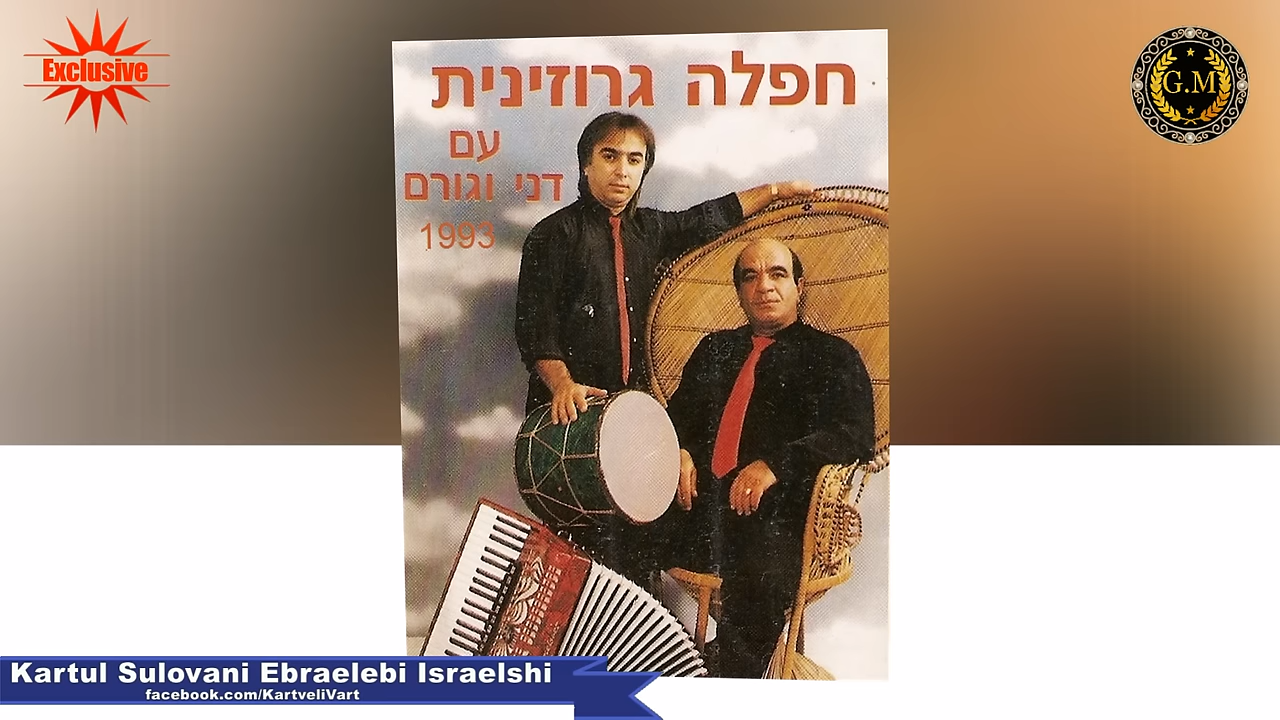 Exclusive
G.M
חפלה גרוזינית
עם
דני וגורם
1993
Kartul Sulovani Ebraelebi Israelshi
facebook.com/KartveliVart